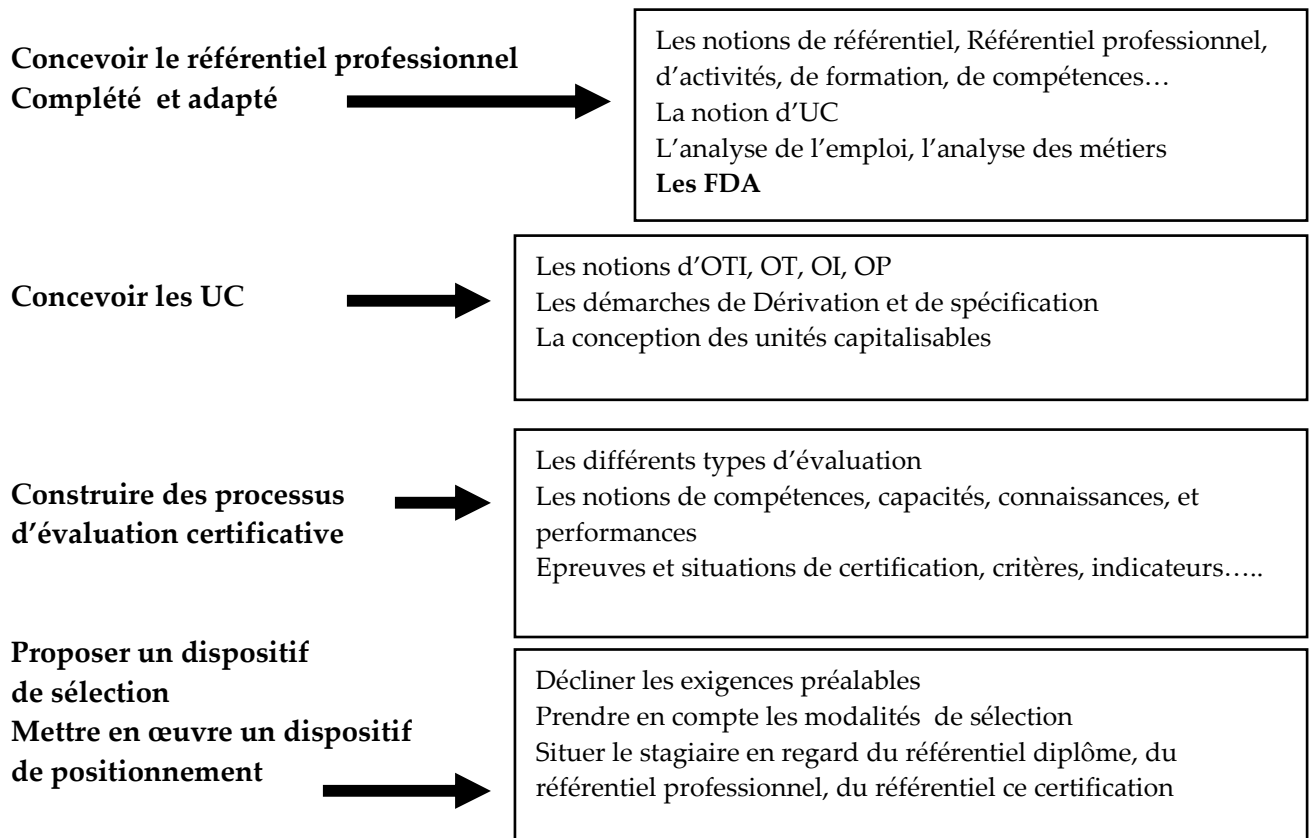 Concevoir le référentiel professionnel
Complété et adapté
Les notions de référentiel, Référentiel professionnel,
d’activités, de formation, de compétences…
La notion d’UC
L’analyse de l’emploi, l’analyse des métiers
Les FDA
Concevoir les UC
Les notions d’OTI, OT, OI, OP
Les démarches de Dérivation et de spécification
La conception des unités capitalisables
Construire des processus
d’évaluation certificative
Les différents types d’évaluation
Les notions de compétences, capacités, connaissances, et
performances
Epreuves et situations de certification, critères, indicateurs…..
Proposer un dispositif
de sélection
Mettre en œuvre un dispositif
de positionnement
Décliner les exigences préalables
Prendre en compte les modalités de sélection
Situer le stagiaire en regard du référentiel diplôme, du
référentiel professionnel, du référentiel ce certification